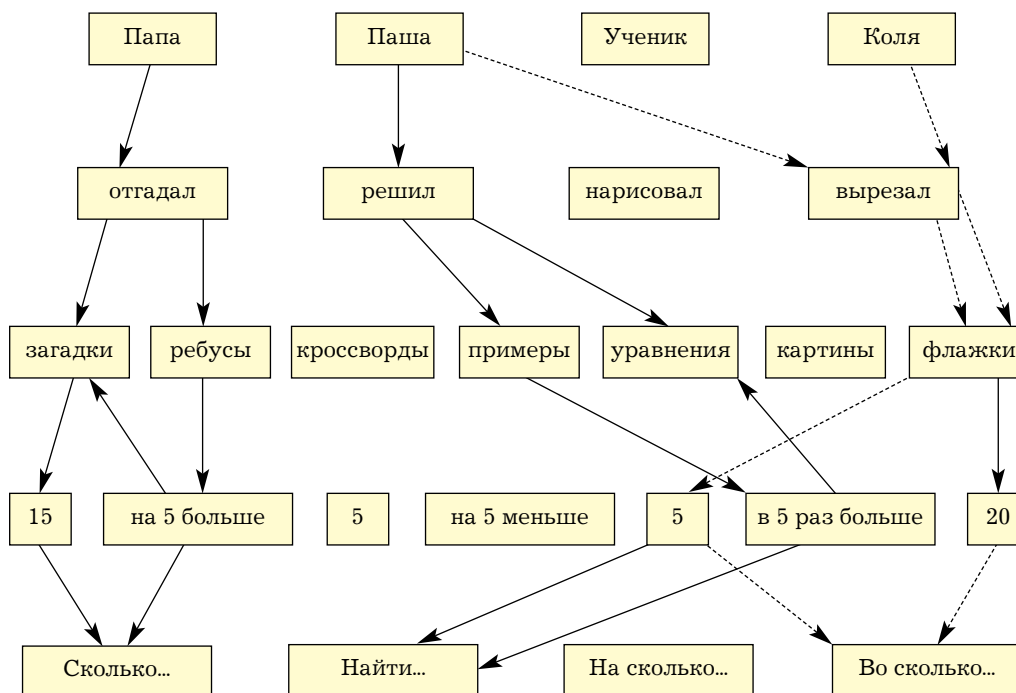 Папа
Паша
Ученик
Коля
отгадал
решил
нарисовал
вырезал
загадки
ребусы
кроссворды
примеры
уравнения
картины
флажки
15
на 5 больше
5
на 5 меньше
5
в 5 раз больше
20
Сколько...
Найти...
На сколько...
Во сколько...